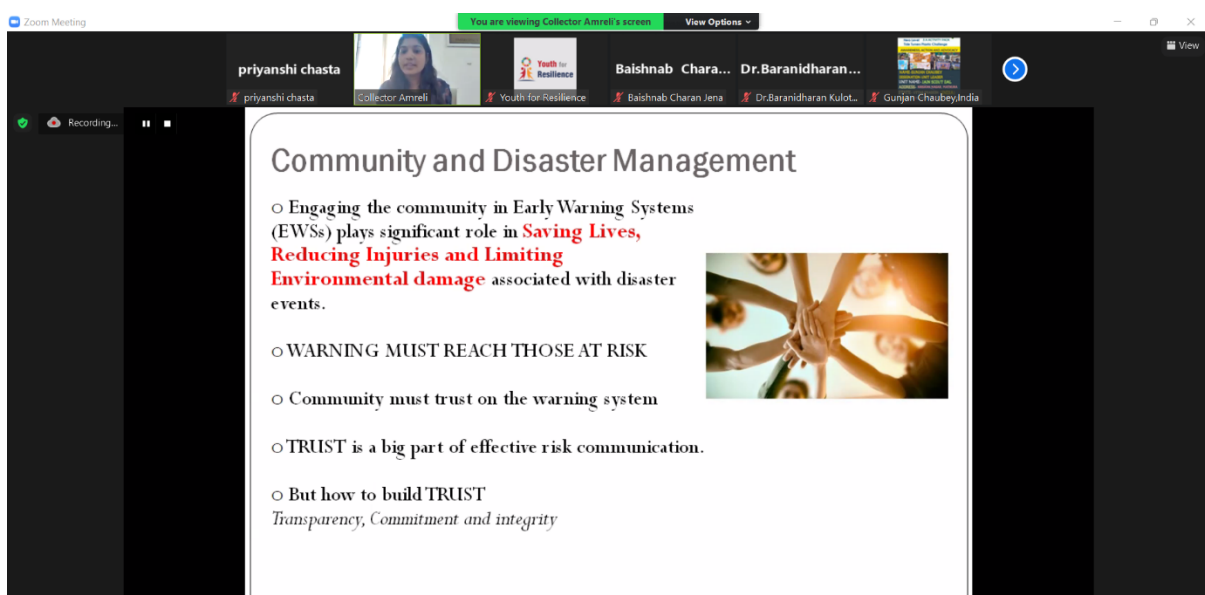 Zoom Meeting
You are viewing Collector Amreli's screen View Options
View
priyanshi chasta
Youth for
Resilience
Baishnab Chara...
Dr.Baranidharan...
priyanshi chasta
Collector Amreli
Youth for Resilience
Baishnab Charan Jena
Dr.Baranidharan Kulot...
Gunjan Chaubey,India
Recording...
Community and Disaster Management
o Engaging the community in Early Warning Systems
(EWSs) plays significant role in Saving Lives,
Reducing Injuries and Limiting
Environmental damage associated with disaster
events.
o WARNING MUST REACH THOSE AT RISK
o Community must trust on the warning system
o TRUST is a big part of effective risk communication.
o But how to build TRUST
Transparency, Commitment and integrity